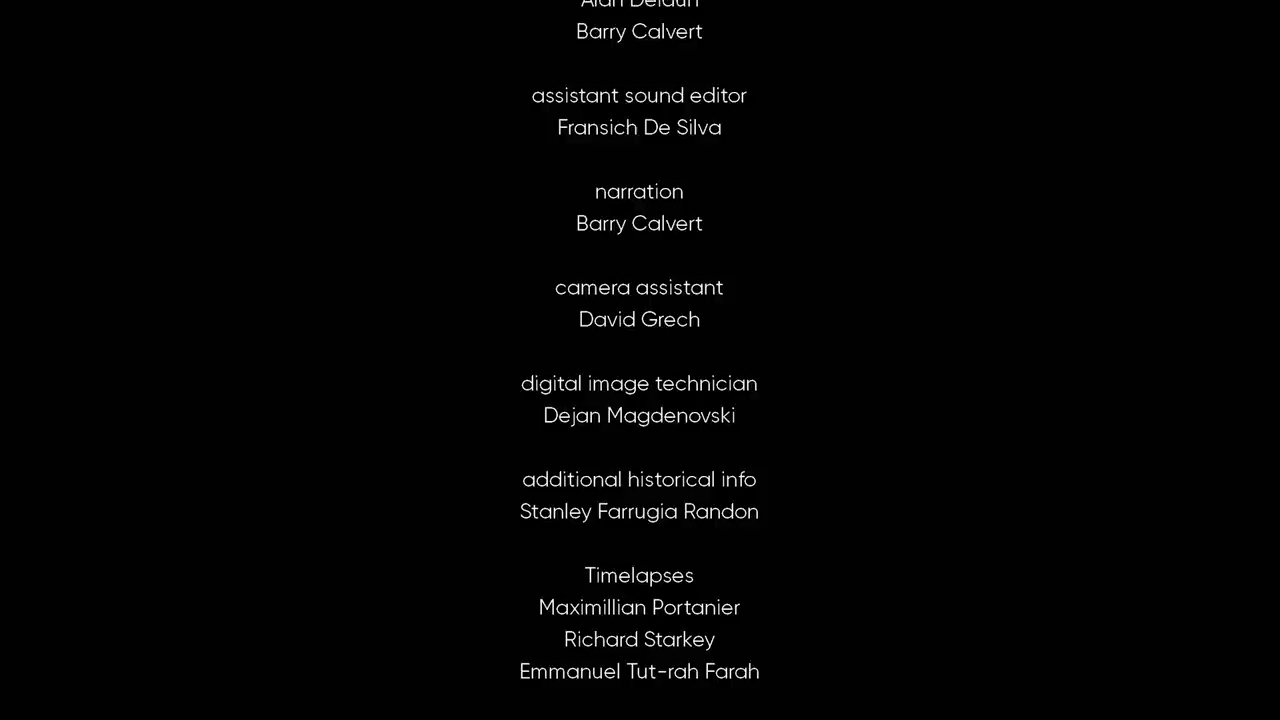 Barry Calvert
assistant sound editor
Fransich De Silva
narration
Barry Calvert
camera assistant
David Grech
digital image technician
Dejan Magdenovski
additional historical info
Stanley Farrugia Randon
Timelapses
Maximillian Portanier
Richard Starkey
Emmanuel Tut-rah Farah